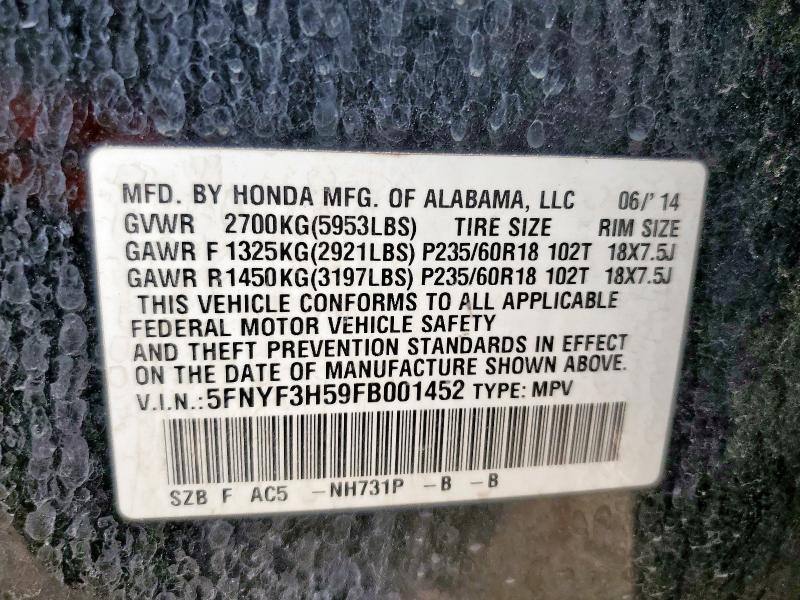 MFD. BY HONDA MFG. OF ALABAMA, LLC 06/'14
GVWR 2700KG(5953LBS) TIRE SIZE RIM SIZE
GAWR F 1325KG(2921LBS) P235/60R18 102T 18X7.5J
GAWR R 1450KG(3197LBS) P235/60R18 102T 18X7.5J
THIS VEHICLE CONFORMS TO ALL APPLICABLE
FEDERAL MOTOR VEHICLE SAFETY
AND THEFT PREVENTION STANDARDS IN EFFECT
ON THE DATE OF MANUFACTURE SHOWN ABOVE.
V.I.N.:5FNYF3H59FB001452 TYPE: MPV
SZB F AC5 -NH731P -B -B